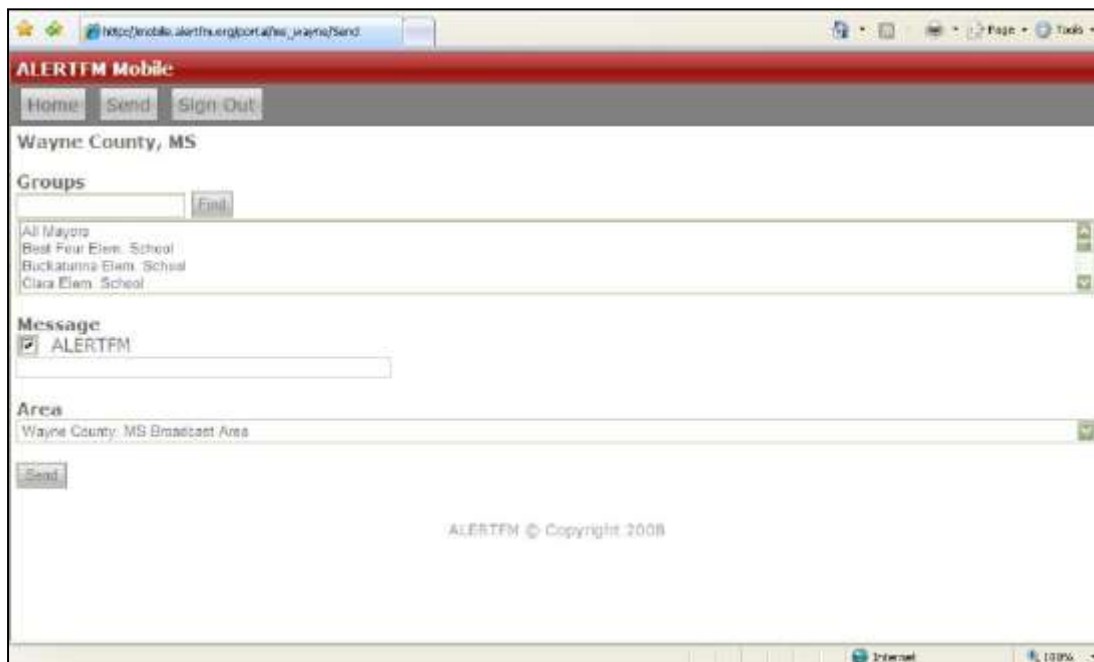 http://mobile.alertfm.org/portal/ms_wayne/Send
Page Tools
ALERTFM Mobile
Home Send Sign Out
Wayne County, MS
Groups
Find
All Mayors
Beat Four Elem. School
Buckatunna Elem. School
Clara Elem. School
Message
ALERTFM
Area
Wayne County, MS Broadcast Area
Send
ALERTFM © Copyright 2008
Internet 100%